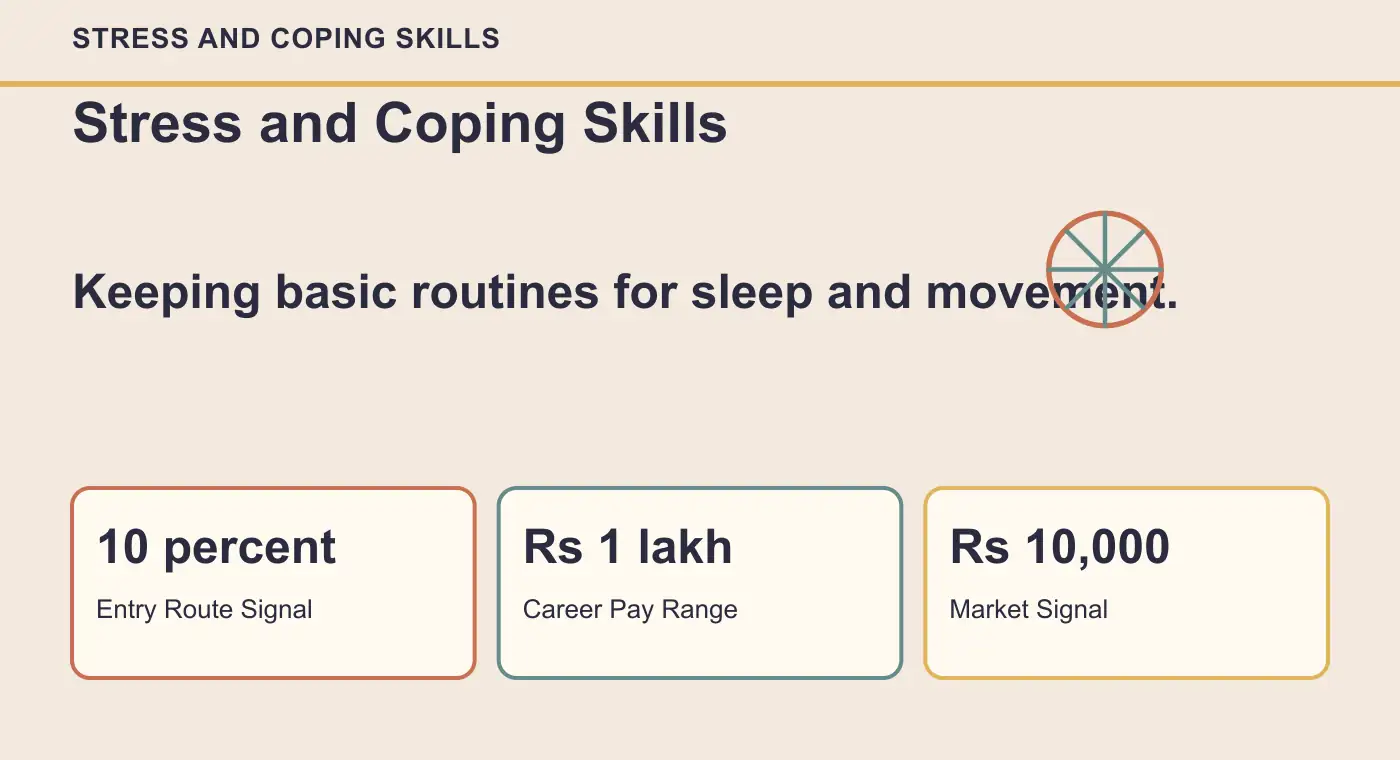 STRESS AND COPING SKILLS
Stress and Coping Skills
Keeping basic routines for sleep and movement.
10 percent
Entry Route Signal
Rs 1 lakh
Career Pay Range
Rs 10,000
Market Signal